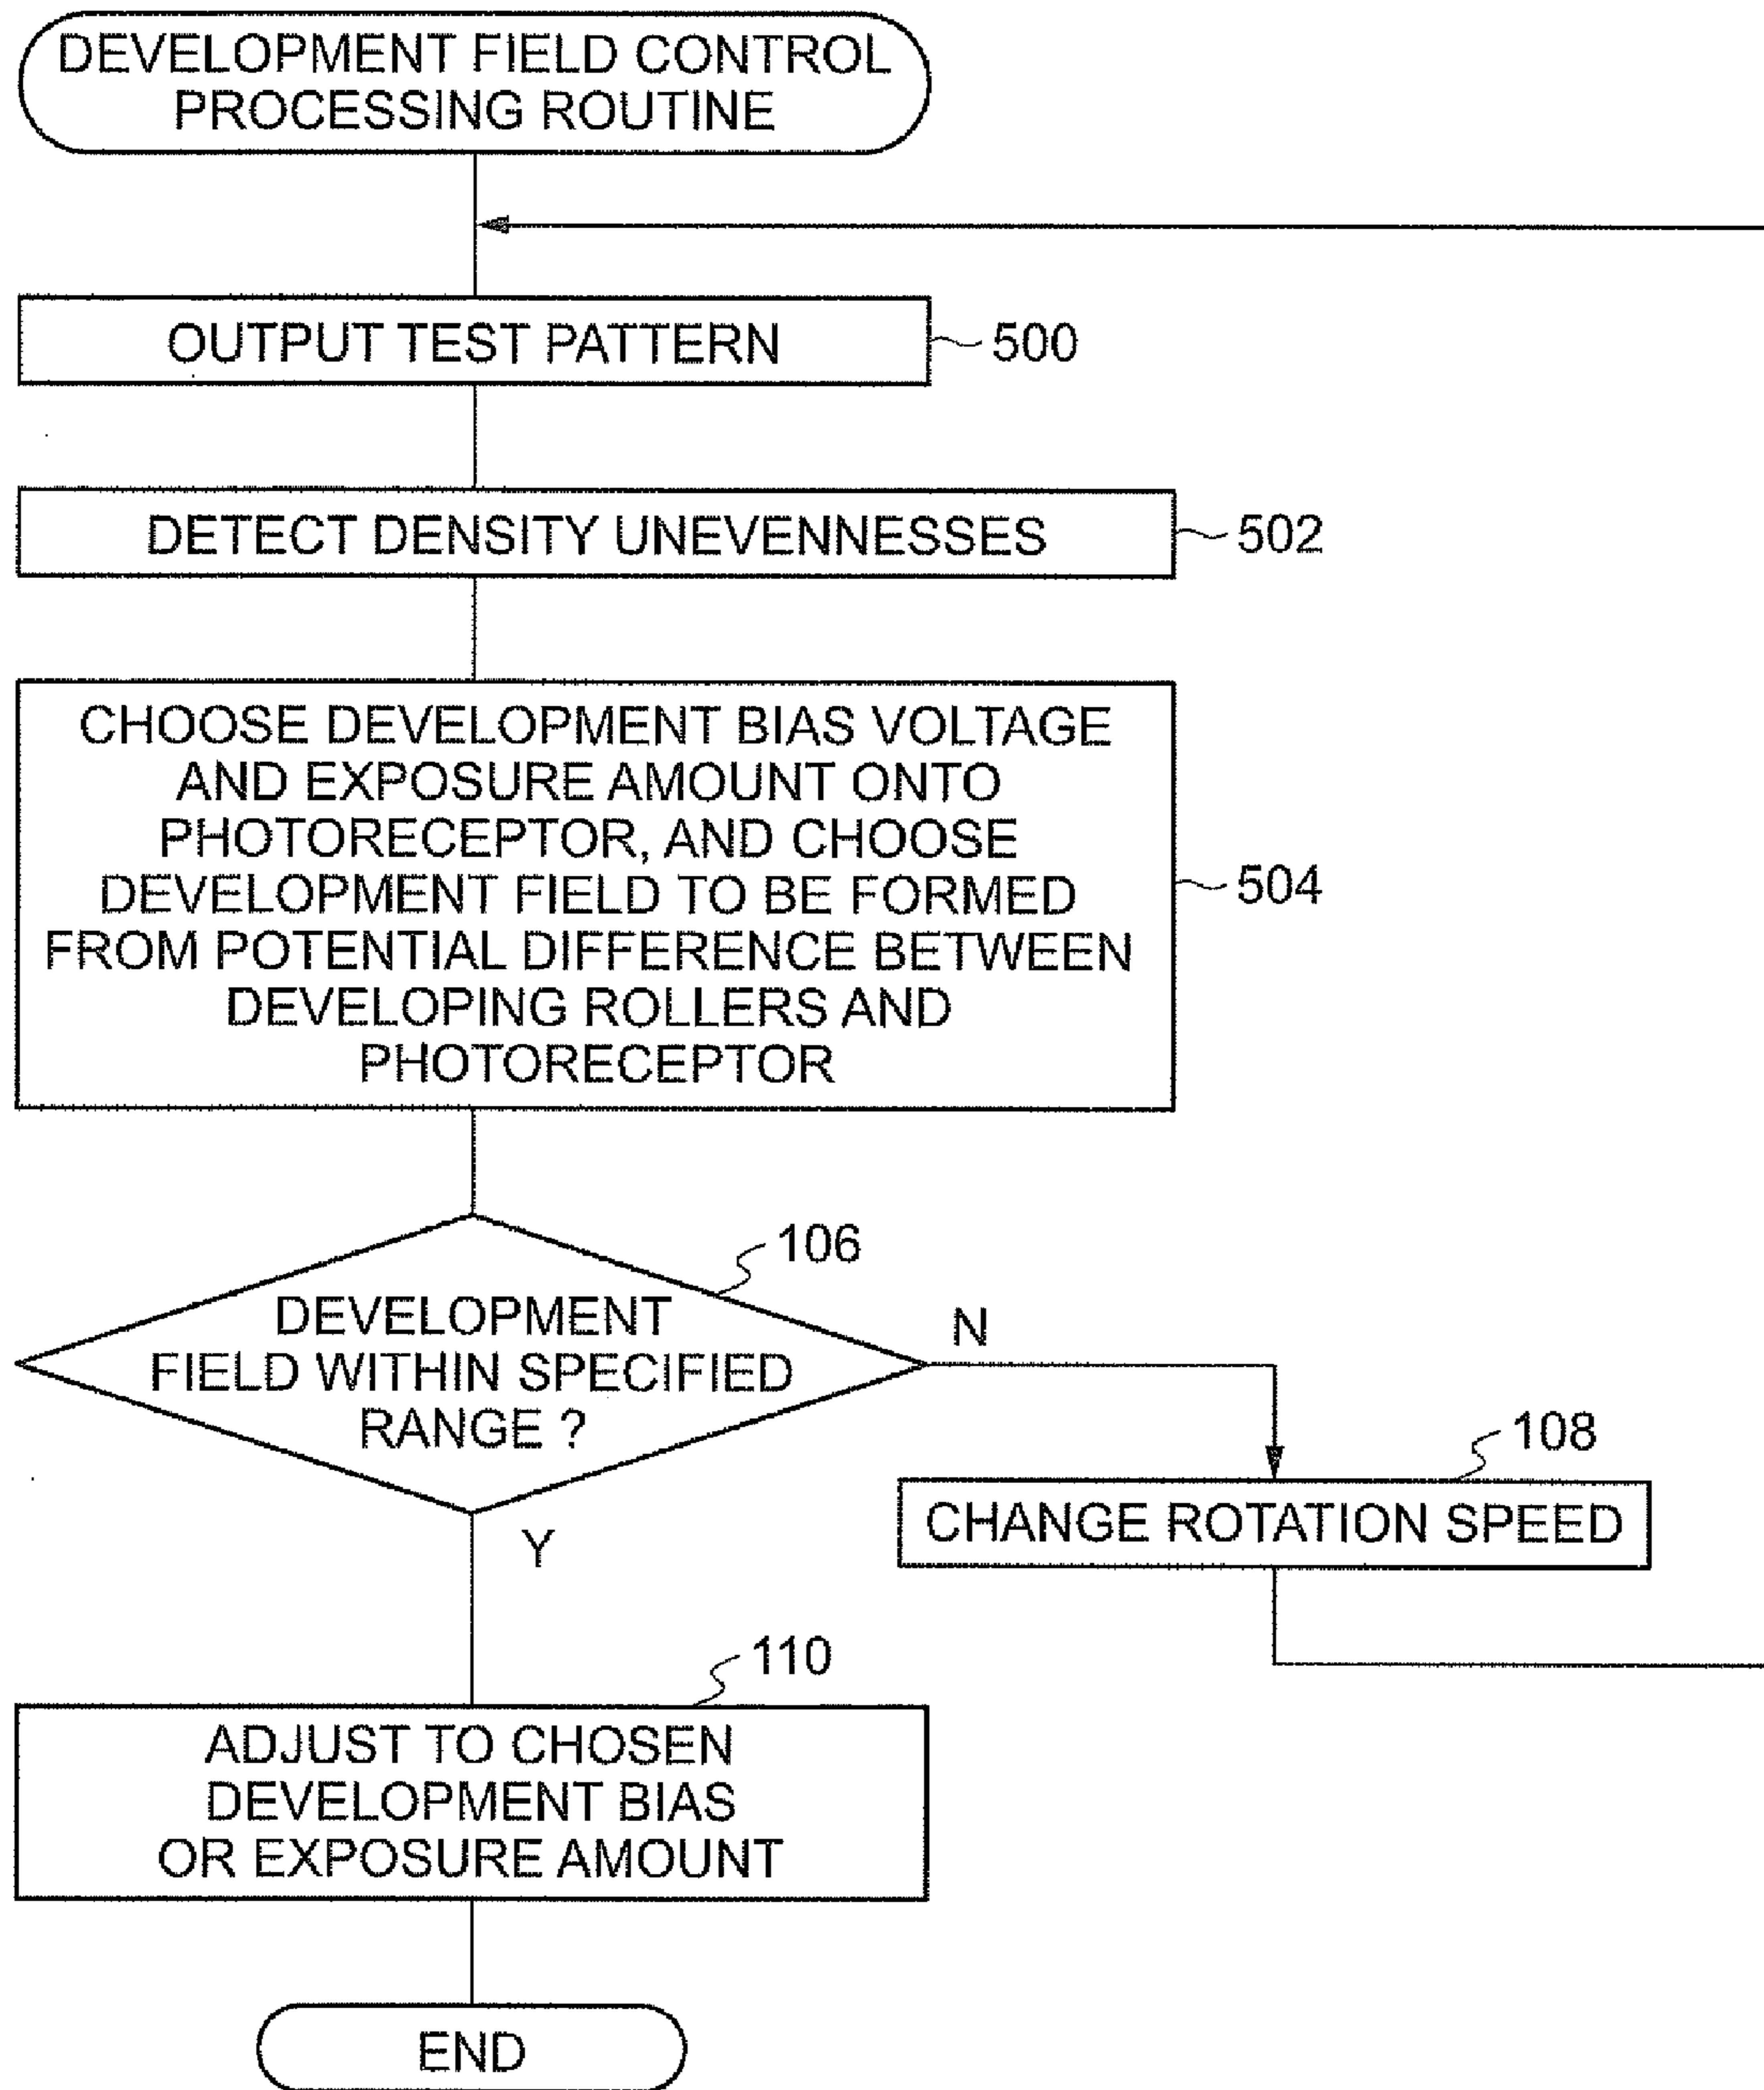 DEVELOPMENT FIELD CONTROL
PROCESSING ROUTINE
OUTPUT TEST PATTERN
500
DETECT DENSITY UNEVENNESSES
502
CHOOSE DEVELOPMENT BIAS VOLTAGE
AND EXPOSURE AMOUNT ONTO
PHOTORECEPTOR, AND CHOOSE
DEVELOPMENT FIELD TO BE FORMED
FROM POTENTIAL DIFFERENCE BETWEEN
DEVELOPING ROLLERS AND
PHOTORECEPTOR
504
106
DEVELOPMENT
FIELD WITHIN SPECIFIED
RANGE ?
N
Y
108
CHANGE ROTATION SPEED
110
ADJUST TO CHOSEN
DEVELOPMENT BIAS
OR EXPOSURE AMOUNT
END